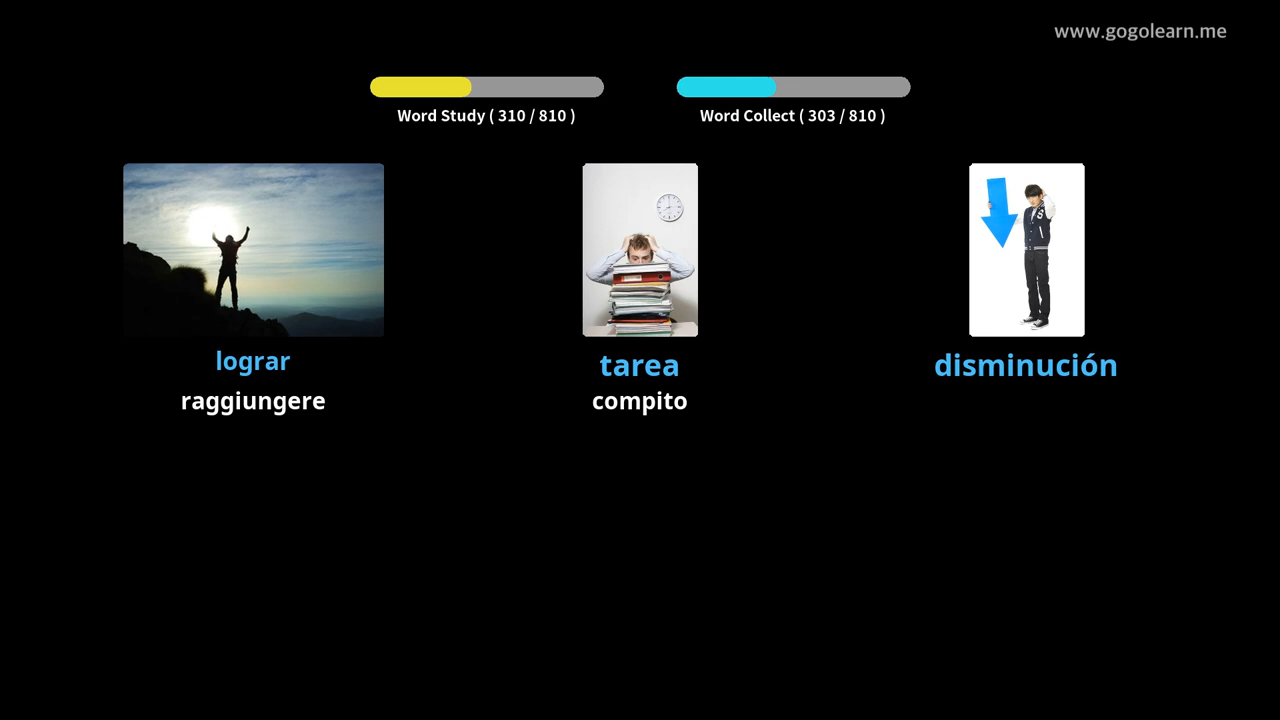 www.gogolearn.me
Word Study ( 310 / 810 )
Word Collect ( 303 / 810 )
lograr
raggiungere
tarea
compito
disminución